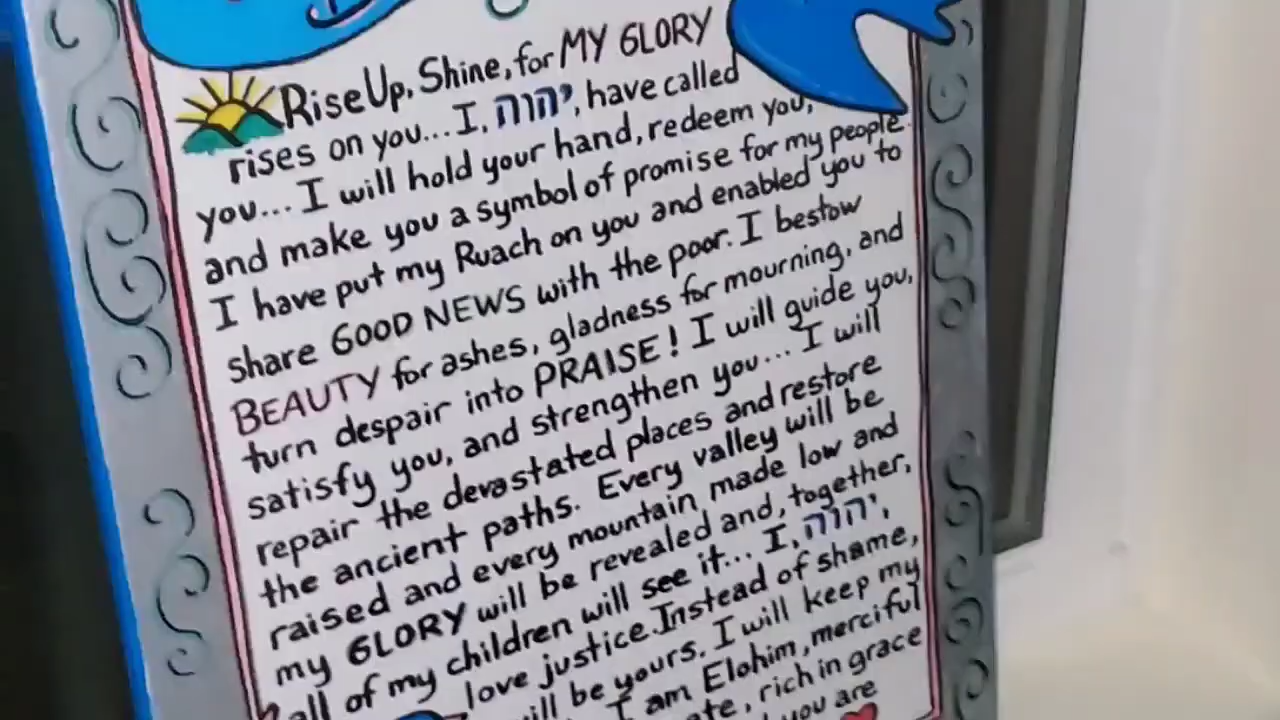 Rise Up, Shine, for MY GLORY
rises on you... I, יהוה, have called
you... I will hold your hand, redeem you,
and make you a symbol of promise for my people.
I have put my Ruach on you and enabled you to
share GOOD NEWS with the poor. I bestow
BEAUTY for ashes, gladness for mourning, and
turn despair into PRAISE! I will guide you,
satisfy you, and strengthen you... I will
repair the devastated places and restore
the ancient paths. Every valley will be
raised and every mountain made low and
my GLORY will be revealed and, together,
all of my children will see it... I, יהוה,
love justice. Instead of shame,
will be yours. I will keep my
I am Elohim, merciful
rich in grace
you are